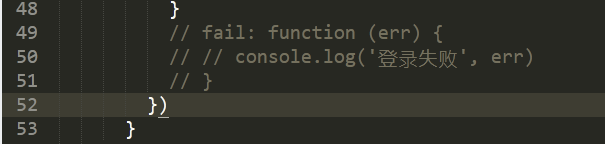 48 }
49 // fail: function (err) {
50 // // console.log('登录失败', err)
51 // }
52 })
53 }